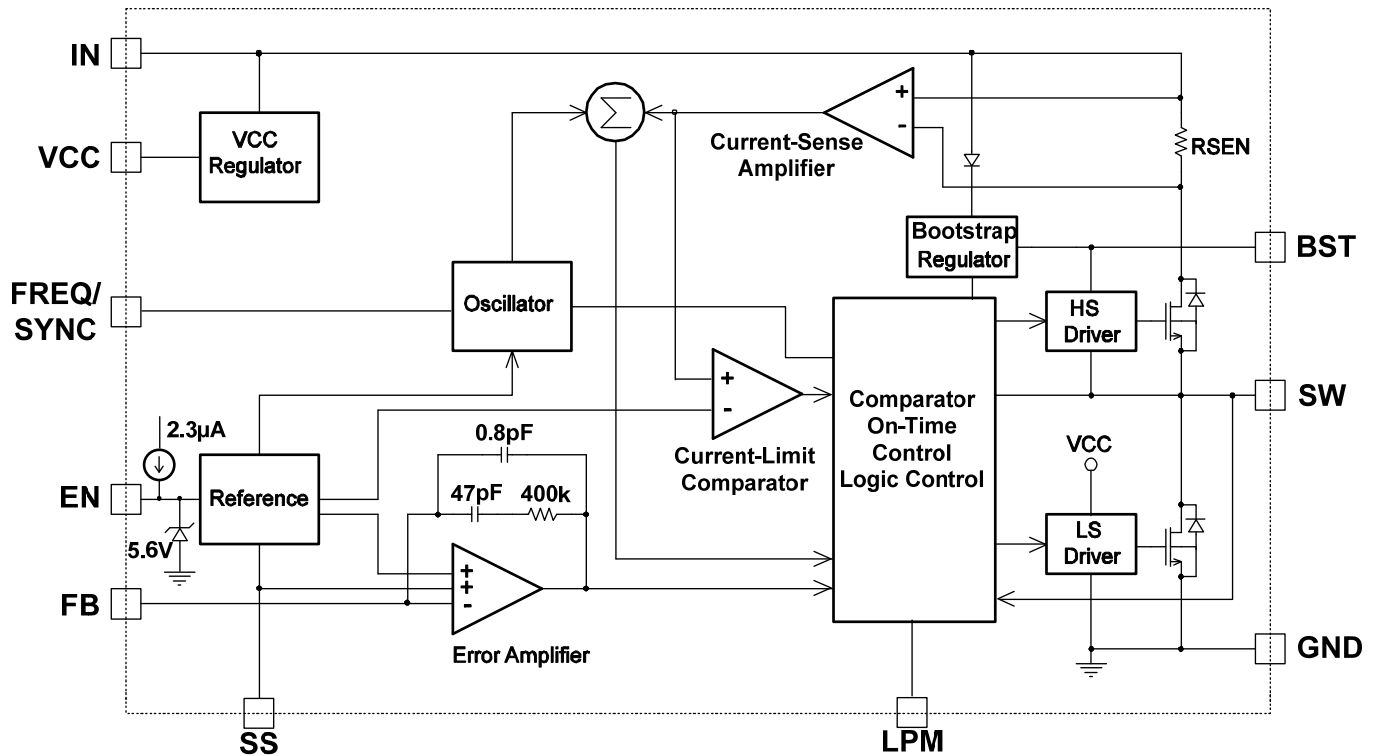 IN
VCC
VCC
Regulator
Σ
+
-
Current-Sense
Amplifier
RSEN
Bootstrap
Regulator
BST
FREQ/
SYNC
Oscillator
HS
Driver
+
-
Current-Limit
Comparator
Comparator
On-Time
Control
Logic Control
SW
2.3µA
0.8pF
47pF
400k
VCC
EN
Reference
5.6V
LS
Driver
FB
+
+
-
Error Amplifier
GND
SS
LPM